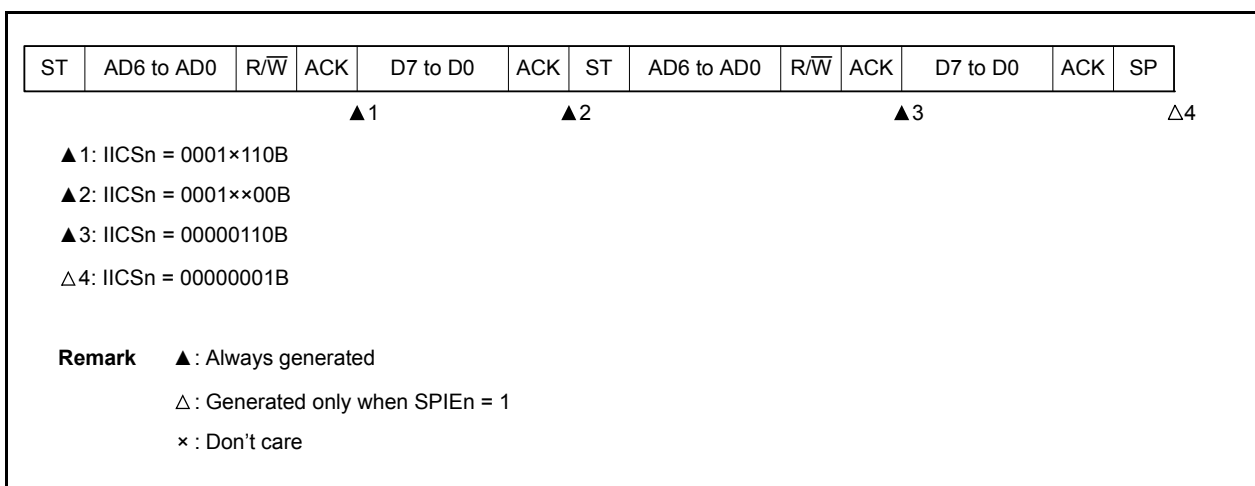 ST AD6 to AD0 R/W̅ ACK D7 to D0 ACK ST AD6 to AD0 R/W̅ ACK D7 to D0 ACK SP
▲1 ▲2 ▲3 △4
▲1: IICSn = 0001×110B
▲2: IICSn = 0001××00B
▲3: IICSn = 00000110B
△4: IICSn = 00000001B
Remark ▲: Always generated
△: Generated only when SPIEn = 1
×: Don't care